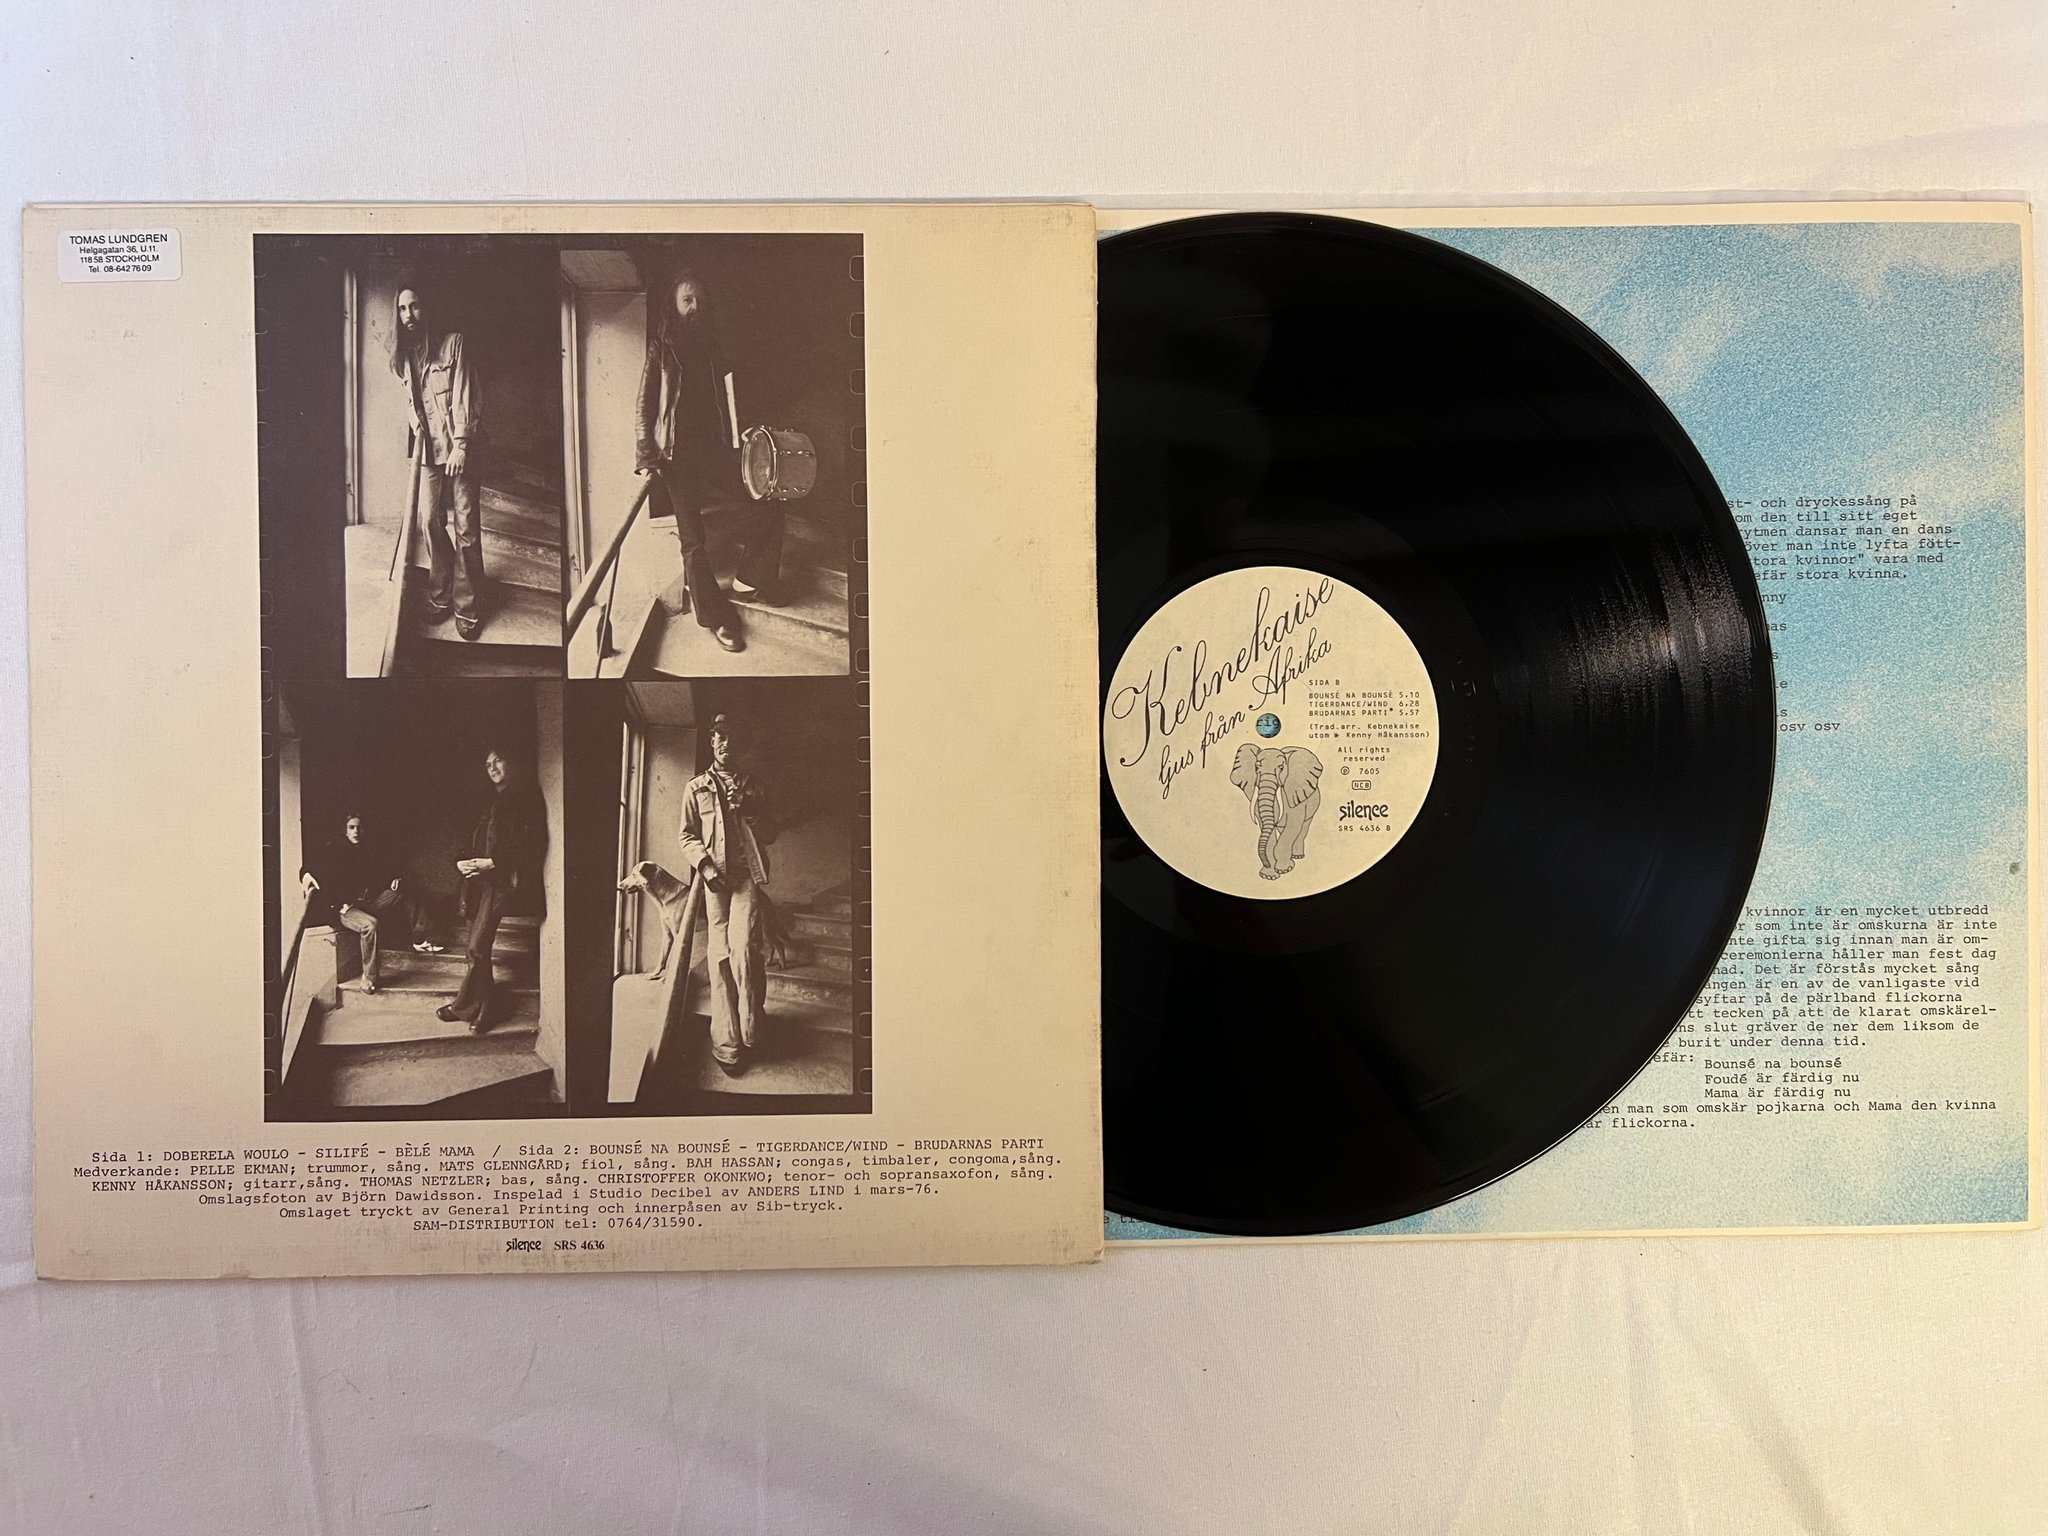 TOMAS LUNDGREN
Helgagatan 36, U.11.
118 58 STOCKHOLM
Tel. 08-642 76 09
Sida 1: DOBERELA WOULO - SILIFÉ - BÈLÉ MAMA / Sida 2: BOUNSÉ NA BOUNSÉ - TIGERDANCE/WIND - BRUDARNAS PARTI
Medverkande: PELLE EKMAN; trummor, sång. MATS GLENNGÅRD; fiol, sång. BAH HASSAN; congas, timbaler, congoma,sång.
KENNY HÅKANSSON; gitarr,sång. THOMAS NETZLER; bas, sång. CHRISTOFFER OKONKWO; tenor- och sopransaxofon, sång.
Omslagsfoton av Björn Dawidsson. Inspelad i Studio Decibel av ANDERS LIND i mars-76.
Omslaget tryckt av General Printing och innerpåsen av Sib-tryck.
SAM-DISTRIBUTION tel: 0764/31590.
silence SRS 4636
Kebnekaise
ljus från Afrika
SIDA B
BOUNSÉ NA BOUNSÉ 5.10
TIGERDANCE/WIND 6.28
BRUDARNAS PARTI* 5.57
(Trad.arr. Kebnekaise
utom * Kenny Håkansson)
All rights
reserved
Ⓟ 7605
NCB
silence
SRS 4636 B
st- och dryckessång på
om den till sitt eget
rytmen dansar man en dans
över man inte lyfta fött-
stora kvinnor" vara med
efär stora kvinna.
osv osv
kvinnor är en mycket utbredd
or som inte är omskurna är inte
nte gifta sig innan man är om-
ceremonierna håller man fest dag
nad. Det är förstås mycket sång
ången är en av de vanligaste vid
syftar på de pärlband flickorna
tt tecken på att de klarat omskärel-
ns slut gräver de ner dem liksom de
burit under denna tid.
efär: Bounsé na bounsé
Foudé är färdig nu
Mama är färdig nu
en man som omskär pojkarna och Mama den kvinna
är flickorna.